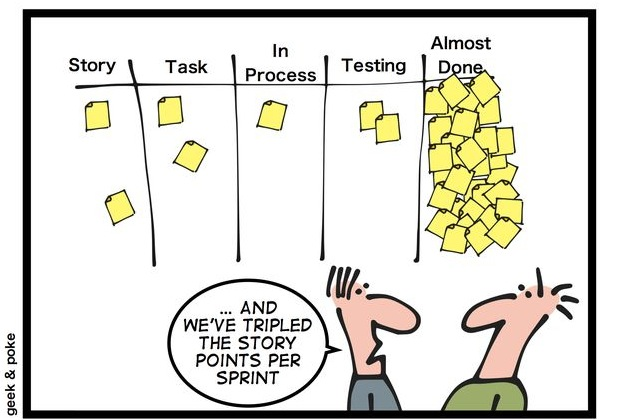 Story
Task
In
Process
Testing
Almost
Done
... AND
WE'VE TRIPLED
THE STORY
POINTS PER
SPRINT
geek & poke